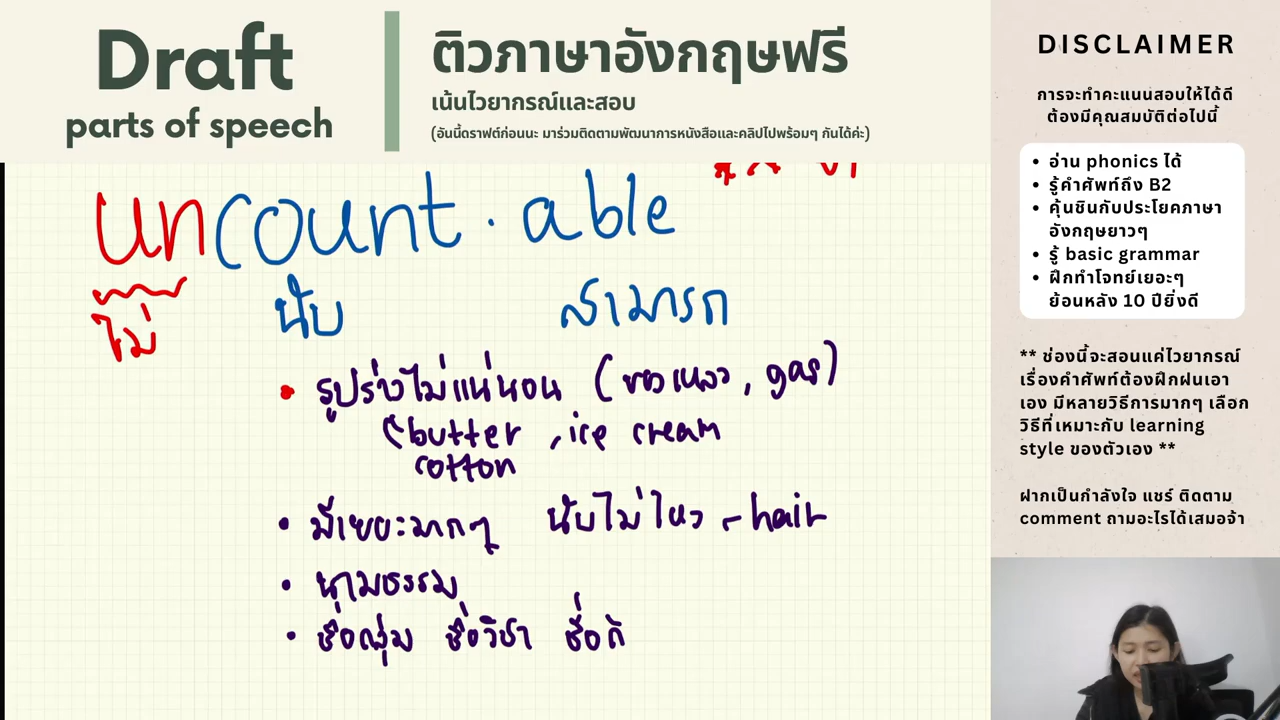 Draft
parts of speech
ติวภาษาอังกฤษฟรี
เน้นไวยากรณ์และสอบ
(อันนี้ดราฟต์ก่อนนะ มาร่วมติดตามพัฒนาการหนังสือและคลิปไปพร้อมๆ กันได้ค่ะ)
uncount·able
ไม่ นับ สามารถ
• รูปร่างไม่แน่นอน (ของเหลว, gas)
(butter, ice cream
cotton
• มีเยอะมากๆ นับไม่ไหว - hair
• นามธรรม
• ชื่อกลุ่ม ชื่อวิชา ชื่อกี
DISCLAIMER
การจะทำคะแนนสอบให้ได้ดี
ต้องมีคุณสมบัติต่อไปนี้
• อ่าน phonics ได้
• รู้คำศัพท์ถึง B2
• คุ้นชินกับประโยคภาษา
อังกฤษยาวๆ
• รู้ basic grammar
• ฝึกทำโจทย์เยอะๆ
ย้อนหลัง 10 ปียิ่งดี
** ช่องนี้จะสอนแค่ไวยากรณ์
เรื่องคำศัพท์ต้องฝึกฝนเอา
เอง มีหลายวิธีการมากๆ เลือก
วิธีที่เหมาะกับ learning
style ของตัวเอง **
ฝากเป็นกำลังใจ แชร์ ติดตาม
comment ถามอะไรได้เสมอจ้า